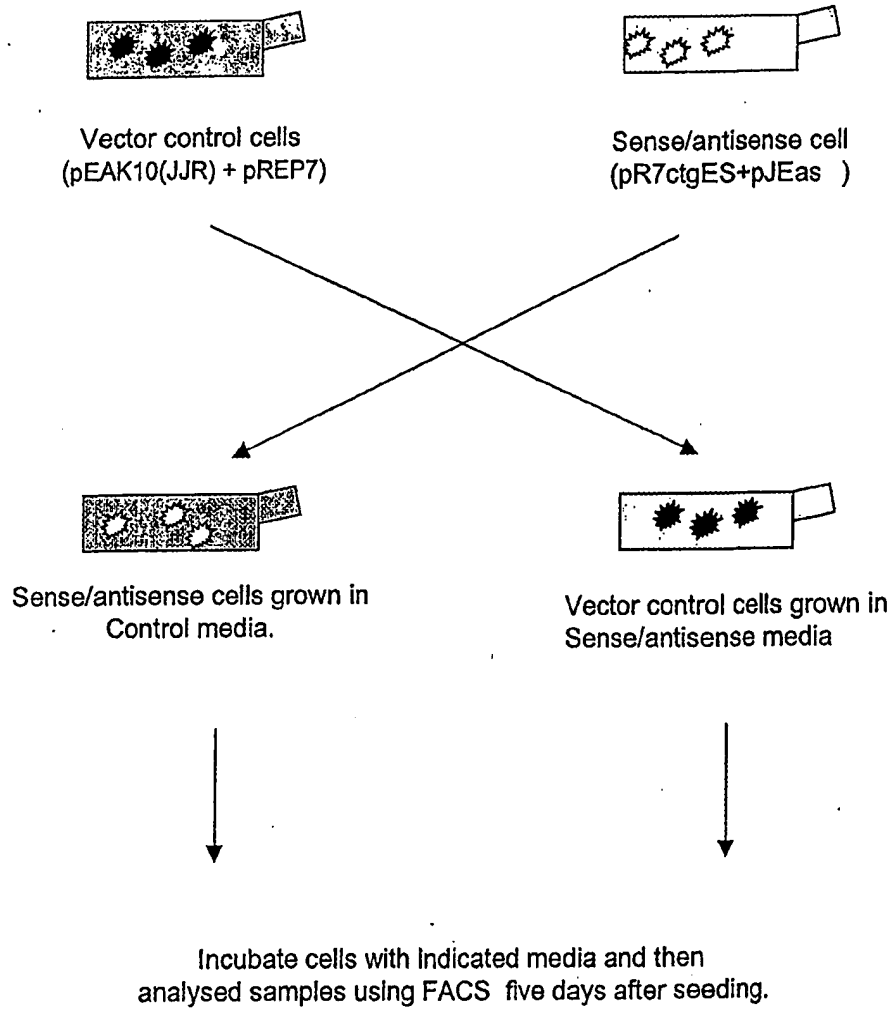 Vector control cells
(pEAK10(JJR) + pREP7)
Sense/antisense cell
(pR7ctgES+pJEas )
Sense/antisense cells grown in
Control media.
Vector control cells grown in
Sense/antisense media
Incubate cells with indicated media and then
analysed samples using FACS five days after seeding.